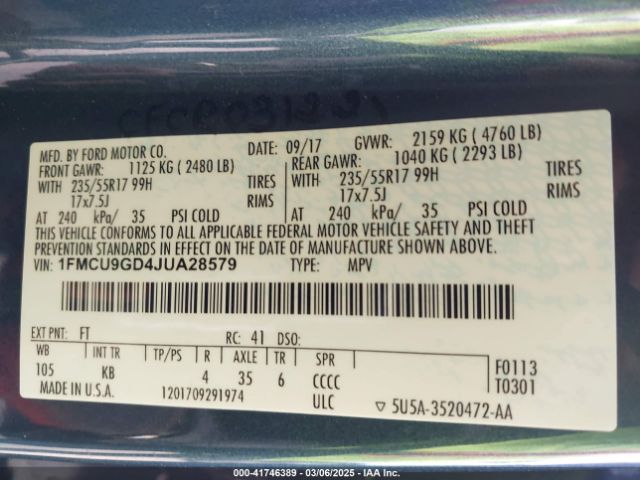 MFD. BY FORD MOTOR CO. DATE: 09/17 GVWR: 2159 KG (4760 LB)
FRONT GAWR: 1125 KG (2480 LB) REAR GAWR: 1040 KG (2293 LB)
WITH 235/55R17 99H TIRES WITH 235/55R17 99H TIRES
17x7.5J RIMS 17x7.5J RIMS
AT 240 kPa/ 35 PSI COLD AT 240 kPa/ 35 PSI COLD
THIS VEHICLE CONFORMS TO ALL APPLICABLE FEDERAL MOTOR VEHICLE SAFETY AND THEFT
PREVENTION STANDARDS IN EFFECT ON THE DATE OF MANUFACTURE SHOWN ABOVE.
VIN: 1FMCU9GD4JUA28579 TYPE: MPV
EXT PNT: FT RC: 41 DSO:
WB INT TR TP/PS R AXLE TR SPR F0113
105 KB 4 35 6 CCCC T0301
MADE IN U.S.A. 1201709291974 ULC ▽ 5U5A-3520472-AA
000-41746389 - 03/06/2025 - IAA Inc.